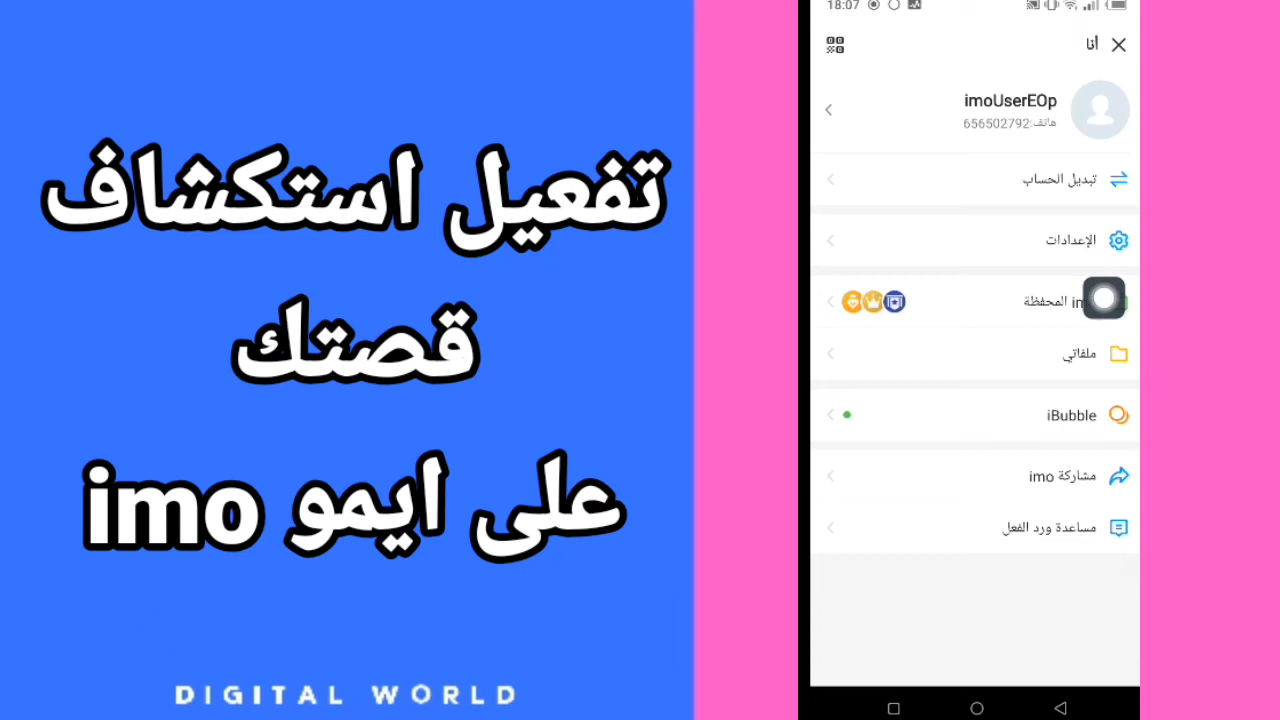 تفعيل استكشاف
قصتك
على ايمو imo
DIGITAL WORLD
18:07
أنا
imoUserEOp
هاتف:656502792
تبديل الحساب
الإعدادات
المحفظة
ملفاتي
iBubble
مشاركة imo
مساعدة ورد الفعل